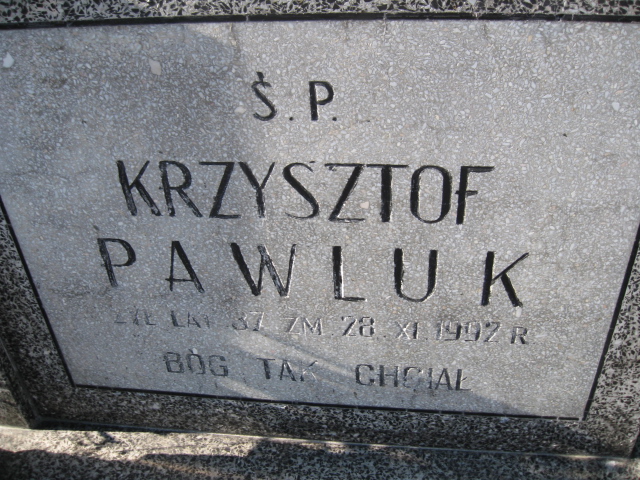 Ś.P.
KRZYSZTOF
PAWLUK
ŻYŁ LAT 37 ZM 28 XI 1992 R
BÓG TAK CHCIAŁ